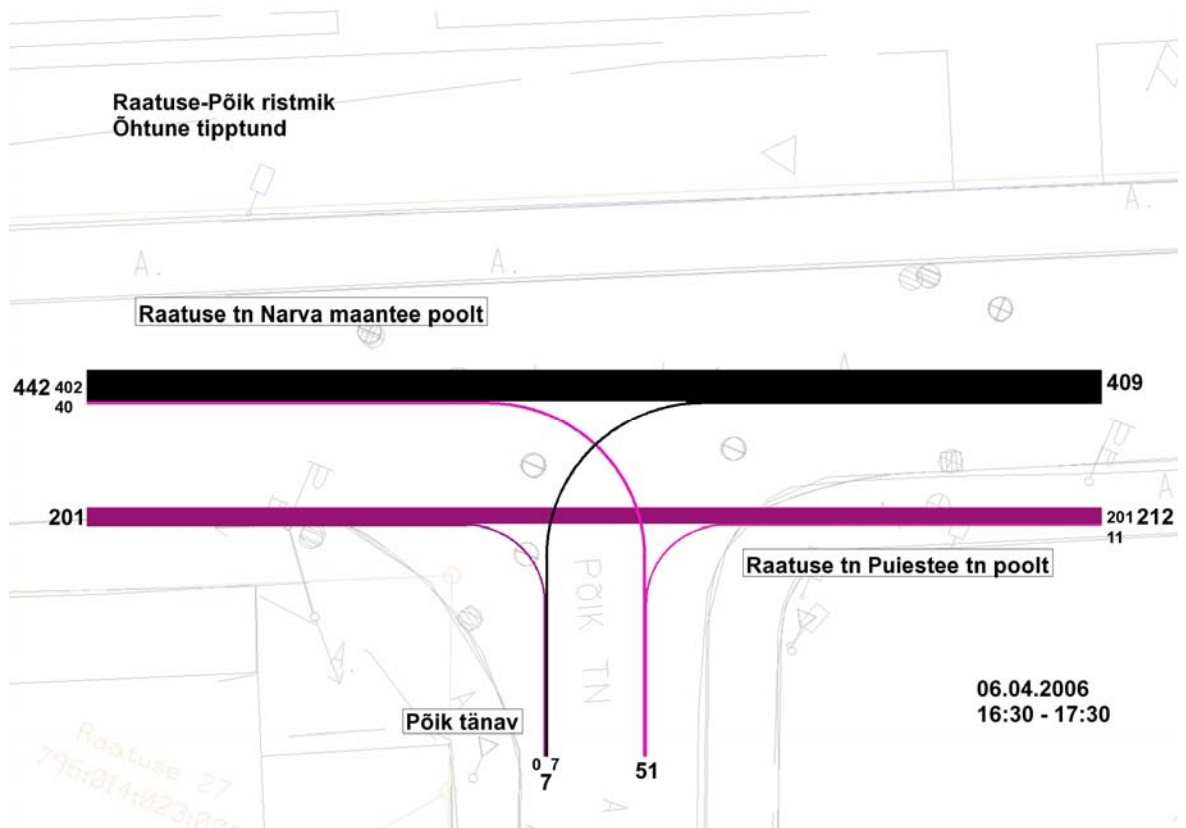 Raatuse-Põik ristmik
Õhtune tipptund
A.
A.
A.
Raatuse tn Narva maantee poolt
A
442 402
40
409
A
201
201 212
11
Raatuse tn Puiestee tn poolt
PÕIK TN
A.
A
06.04.2006
16:30 - 17:30
Põik tänav
Raatuse 27
0 7
7
51
A